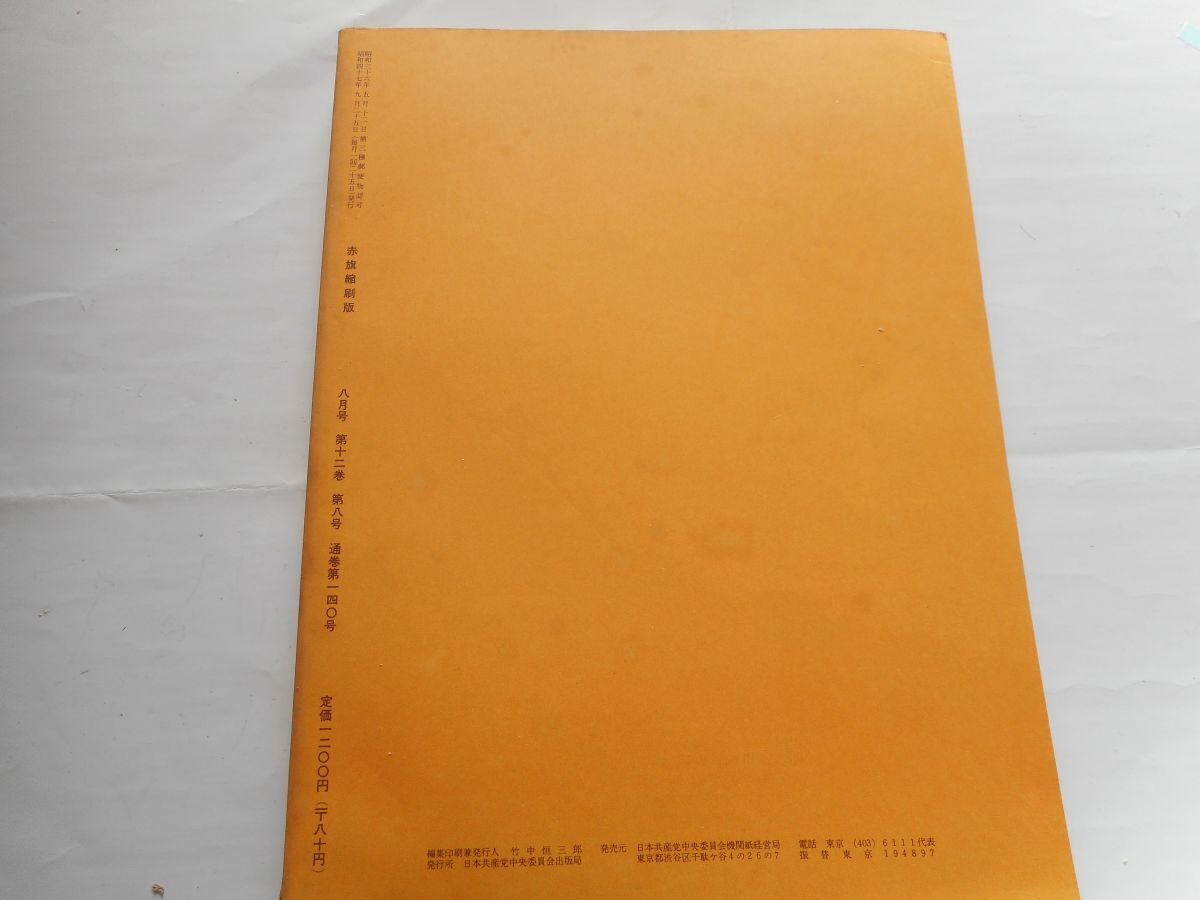 昭和三十六年五月十一日第三種郵便物認可
昭和四十七年九月二十五日(毎月一回二十五日)発行
赤旗縮刷版
八月号 第十二巻 第八号 通巻第一四〇号
定価一二〇〇円(〒八十円)
編集印刷兼発行人 竹中恒三郎
発行所 日本共産党中央委員会出版局
発売元 日本共産党中央委員会機関紙経営局
東京都渋谷区千駄ケ谷4の26の7
電話 東京 (403) 6111代表
振替東京 194897